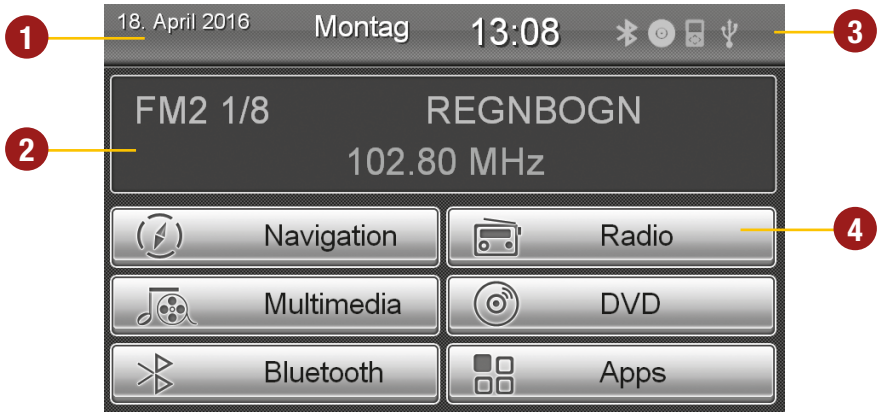 1
18. April 2016 Montag 13:08
3
FM2 1/8 REGNBOGN
2
102.80 MHz
Navigation Radio
4
Multimedia DVD
Bluetooth Apps